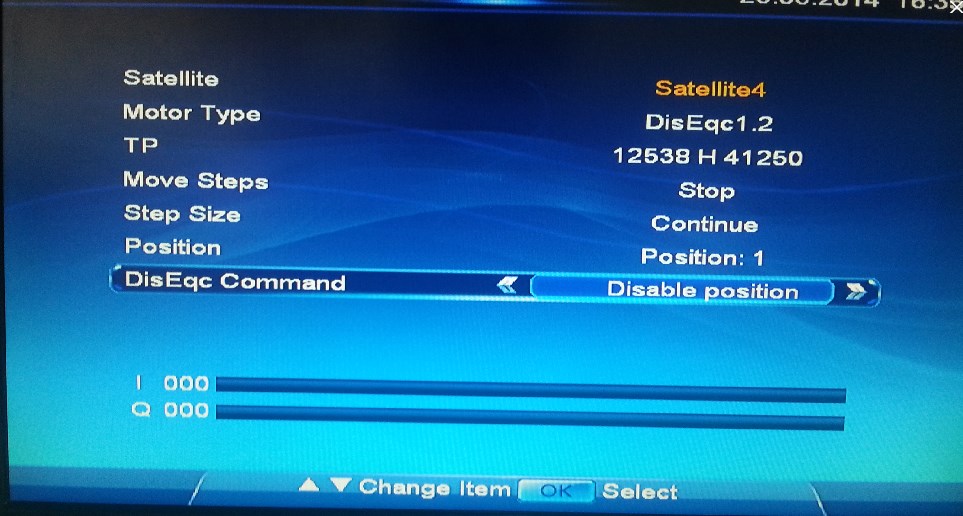 Satellite Satellite4
Motor Type DisEqc1.2
TP 12538 H 41250
Move Steps Stop
Step Size Continue
Position Position: 1
DisEqc Command Disable position
I 000
Q 000
Change Item OK Select